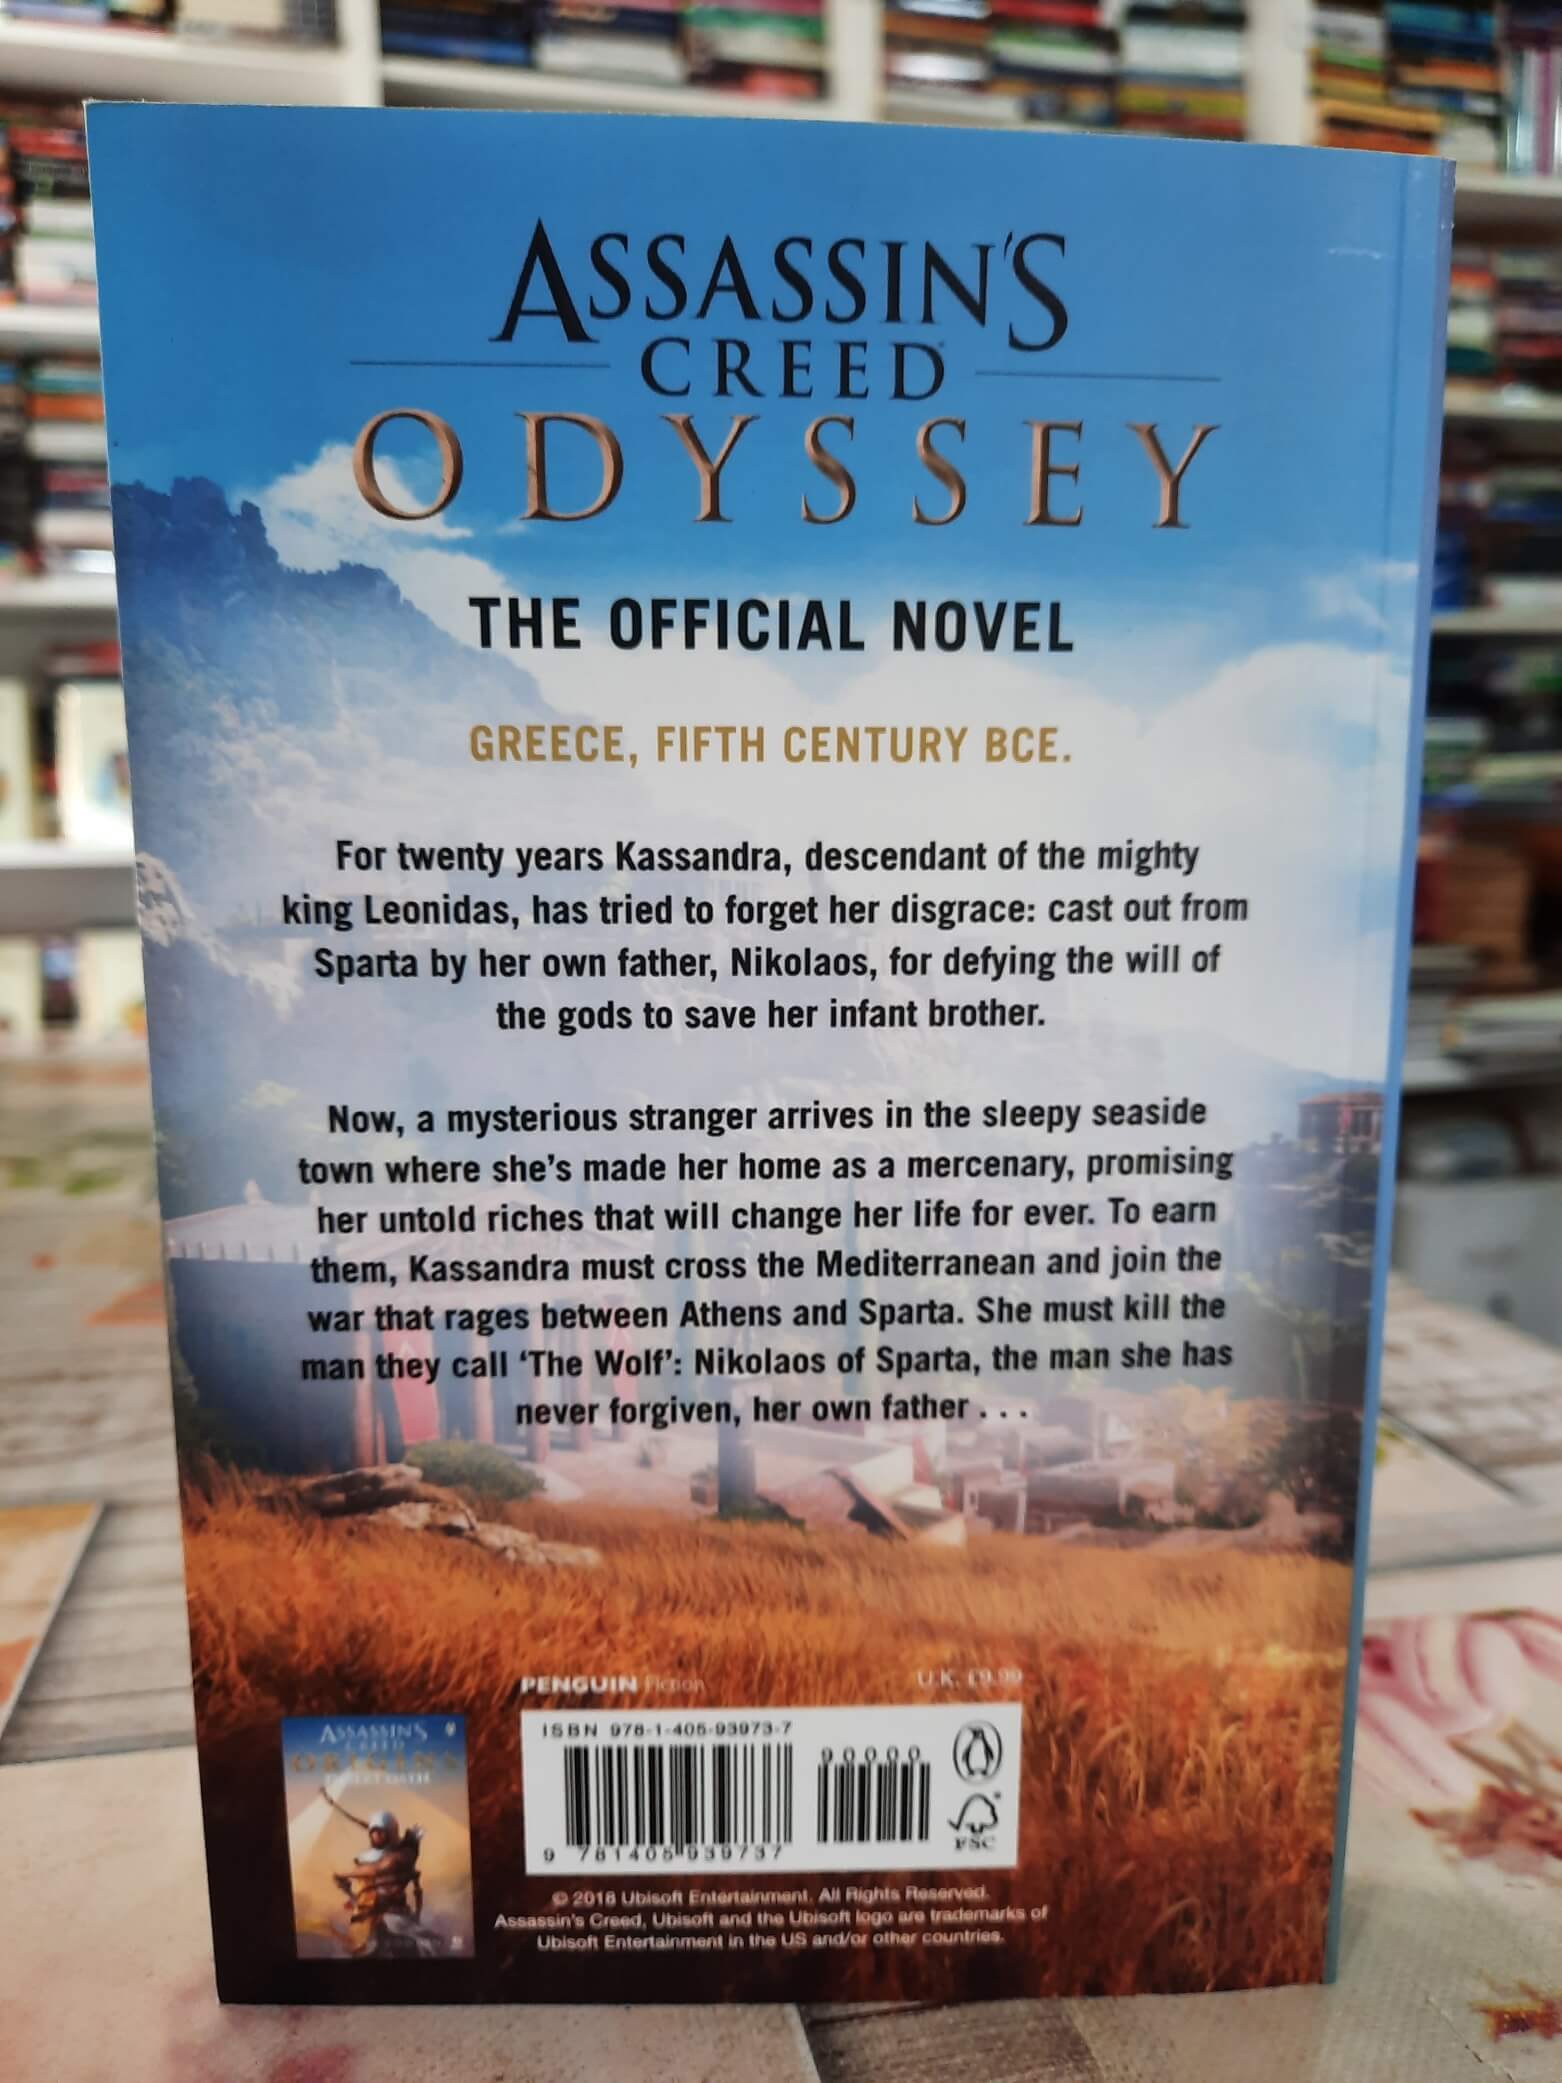 ASSASSIN'S
CREED
ODYSSEY
THE OFFICIAL NOVEL
GREECE, FIFTH CENTURY BCE.
For twenty years Kassandra, descendant of the mighty
king Leonidas, has tried to forget her disgrace: cast out from
Sparta by her own father, Nikolaos, for defying the will of
the gods to save her infant brother.
Now, a mysterious stranger arrives in the sleepy seaside
town where she's made her home as a mercenary, promising
her untold riches that will change her life for ever. To earn
them, Kassandra must cross the Mediterranean and join the
war that rages between Athens and Sparta. She must kill the
man they call ‘The Wolf’: Nikolaos of Sparta, the man she has
never forgiven, her own father . . .
PENGUIN Fiction
U.K. £9.99
ISBN 978-1-405-93973-7
90000
9 781405 939737
FSC
ASSASSIN'S
CREED
ORIGINS
© 2018 Ubisoft Entertainment. All Rights Reserved.
Assassin's Creed, Ubisoft and the Ubisoft logo are trademarks of
Ubisoft Entertainment in the US and/or other countries.